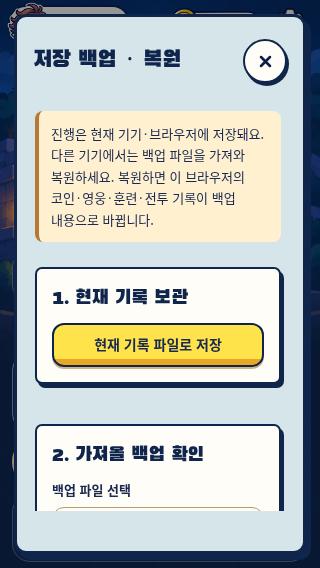 저장 백업 · 복원
진행은 현재 기기·브라우저에 저장돼요.
다른 기기에서는 백업 파일을 가져와
복원하세요. 복원하면 이 브라우저의
코인·영웅·훈련·전투 기록이 백업
내용으로 바뀝니다.
1. 현재 기록 보관
현재 기록 파일로 저장
2. 가져올 백업 확인
백업 파일 선택